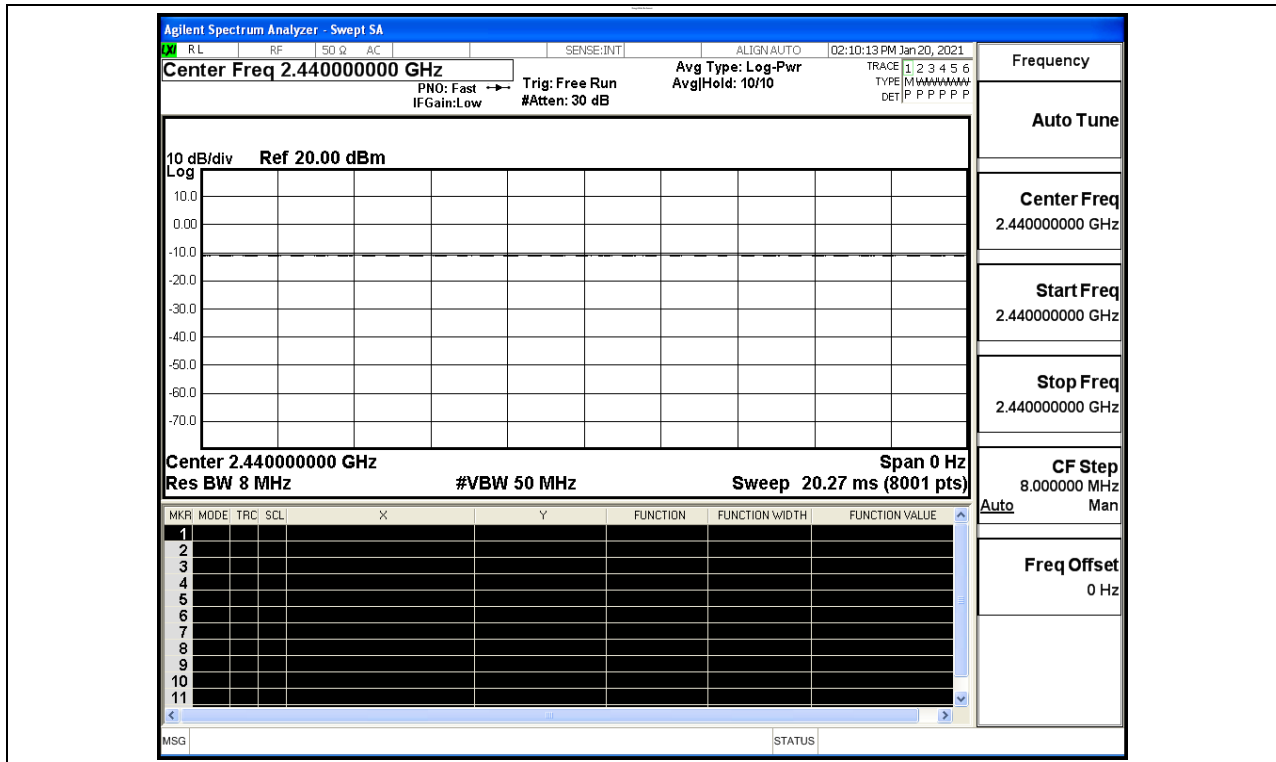 Agilent Spectrum Analyzer - Swept SA
LXI RL RF 50 Ω AC SENSE:INT ALIGN AUTO 02:10:13 PM Jan 20, 2021
Center Freq 2.440000000 GHz
PNO: Fast
IFGain:Low
Trig: Free Run
#Atten: 30 dB
Avg Type: Log-Pwr
Avg|Hold: 10/10
TRACE 1 2 3 4 5 6
TYPE M WWWWW
DET P P P P P P
10 dB/div Ref 20.00 dBm
Log
10.0
0.00
-10.0
-20.0
-30.0
-40.0
-50.0
-60.0
-70.0
Center 2.440000000 GHz Span 0 Hz
Res BW 8 MHz #VBW 50 MHz Sweep 20.27 ms (8001 pts)
MKR MODE TRC SCL X Y FUNCTION FUNCTION WIDTH FUNCTION VALUE
1
2
3
4
5
6
7
8
9
10
11
MSG STATUS
Frequency
Auto Tune
Center Freq
2.440000000 GHz
Start Freq
2.440000000 GHz
Stop Freq
2.440000000 GHz
CF Step
8.000000 MHz
Auto Man
Freq Offset
0 Hz